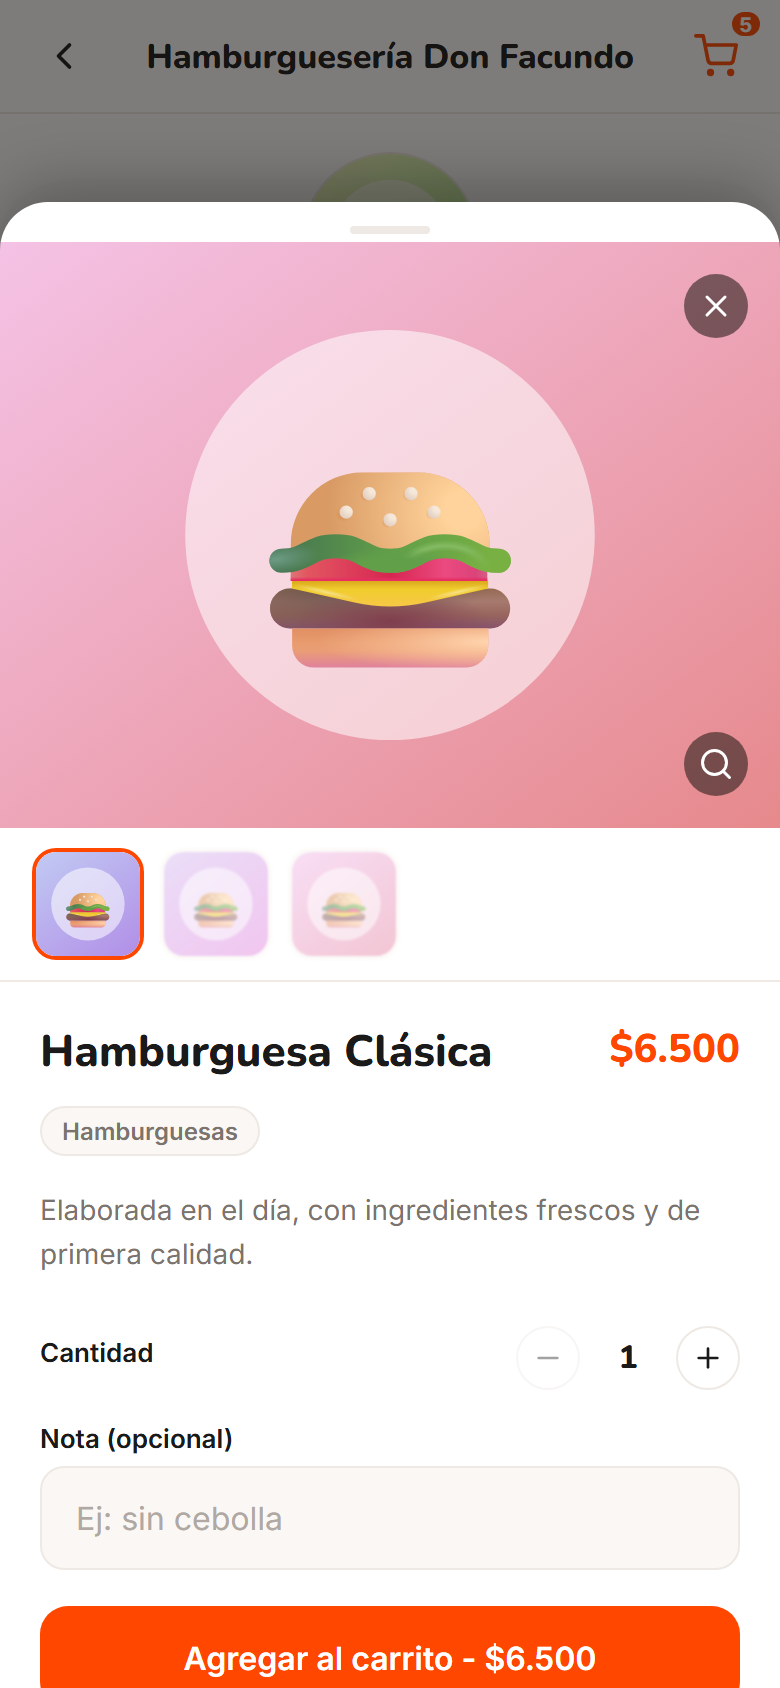 Hamburguesería Don Facundo
5
Hamburguesa Clásica
$6.500
Hamburguesas
Elaborada en el día, con ingredientes frescos y de
primera calidad.
Cantidad
1
Nota (opcional)
Ej: sin cebolla
Agregar al carrito - $6.500